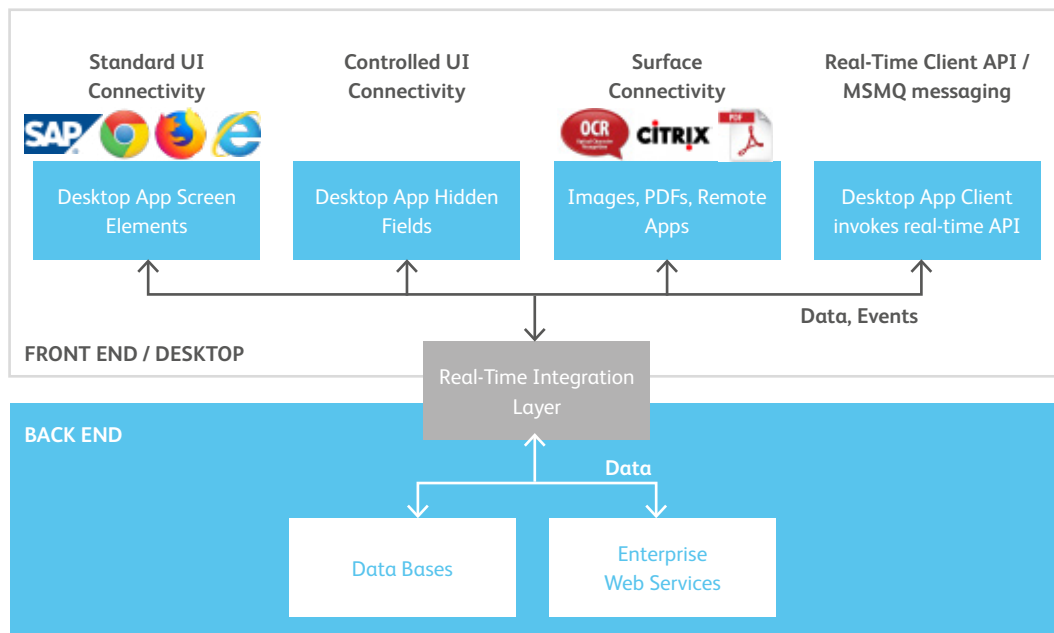 Standard UI
Connectivity
Controlled UI
Connectivity
Surface
Connectivity
Real-Time Client API /
MSMQ messaging
SAP
OCR
CITRIX
PDF
Desktop App Screen
Elements
Desktop App Hidden
Fields
Images, PDFs, Remote
Apps
Desktop App Client
invokes real-time API
Data, Events
FRONT END / DESKTOP
Real-Time Integration
Layer
BACK END
Data
Data Bases
Enterprise
Web Services